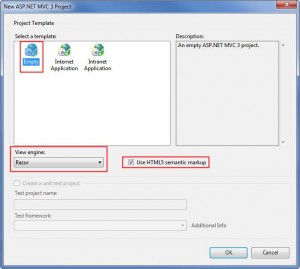 New ASP.NET MVC 3 Project
Project Template
Select a template:
Description:
Empty
Internet Application
Intranet Application
An empty ASP.NET MVC 3 project.
View engine:
Razor
Use HTML5 semantic markup
Create a unit test project
Test project name:
Test framework:
Additional Info
OK
Cancel